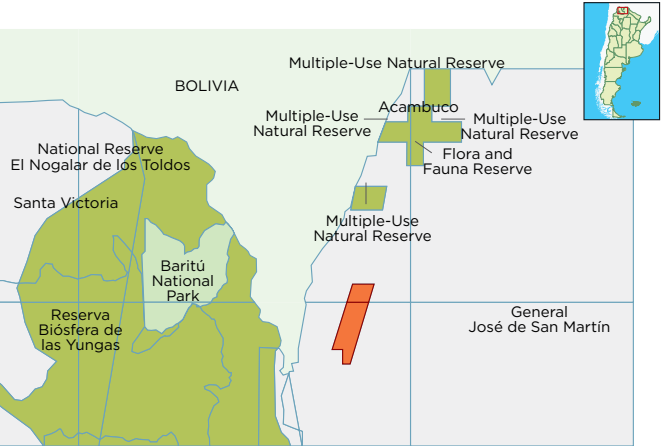 Multiple-Use Natural Reserve
BOLIVIA
Acambuco
Multiple-Use
Natural Reserve
Multiple-Use
Natural Reserve
National Reserve
El Nogalar de los Toldos
Flora and
Fauna Reserve
Santa Victoria
Multiple-Use
Natural Reserve
Baritú
National
Park
Reserva
Biósfera de
las Yungas
General
José de San Martín